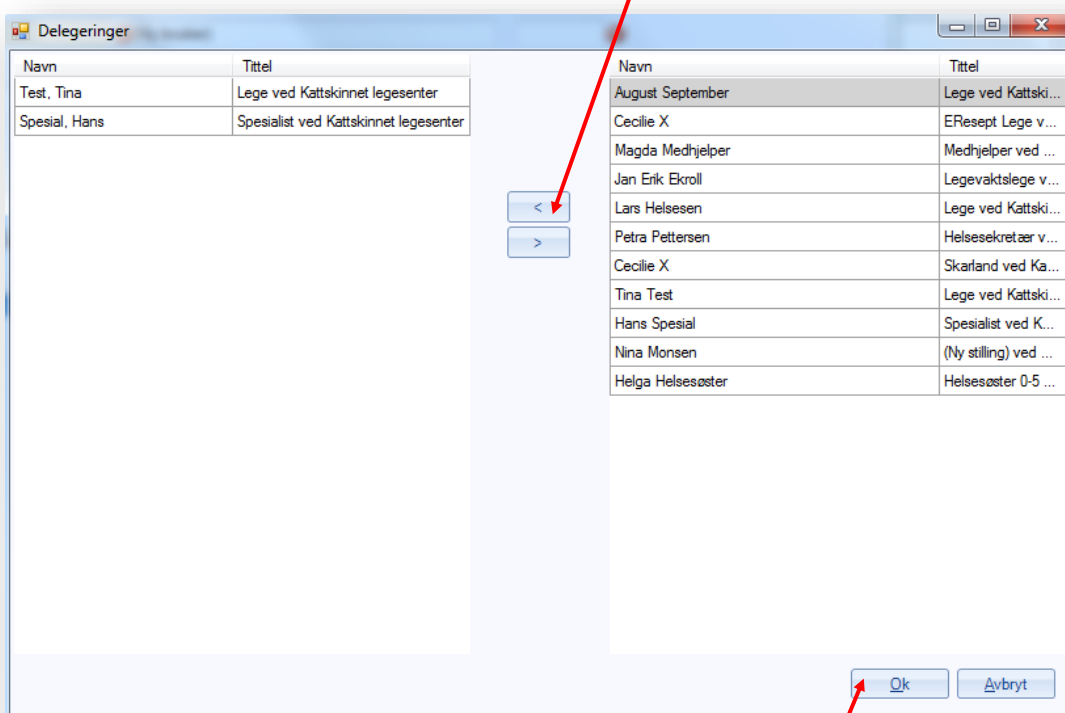 Delegeringer
Navn Tittel
Test, Tina Lege ved Kattskinnet legesenter
Spesial, Hans Spesialist ved Kattskinnet legesenter
<
>
Navn Tittel
August September Lege ved Kattski...
Cecilie X EResept Lege v...
Magda Medhjelper Medhjelper ved ...
Jan Erik Ekroll Legevaktslege v...
Lars Helsesen Lege ved Kattski...
Petra Pettersen Helsesekretær v...
Cecilie X Skarland ved Ka...
Tina Test Lege ved Kattski...
Hans Spesial Spesialist ved K...
Nina Monsen (Ny stilling) ved ...
Helga Helsesøster Helsesøster 0-5 ...
Ok Avbryt